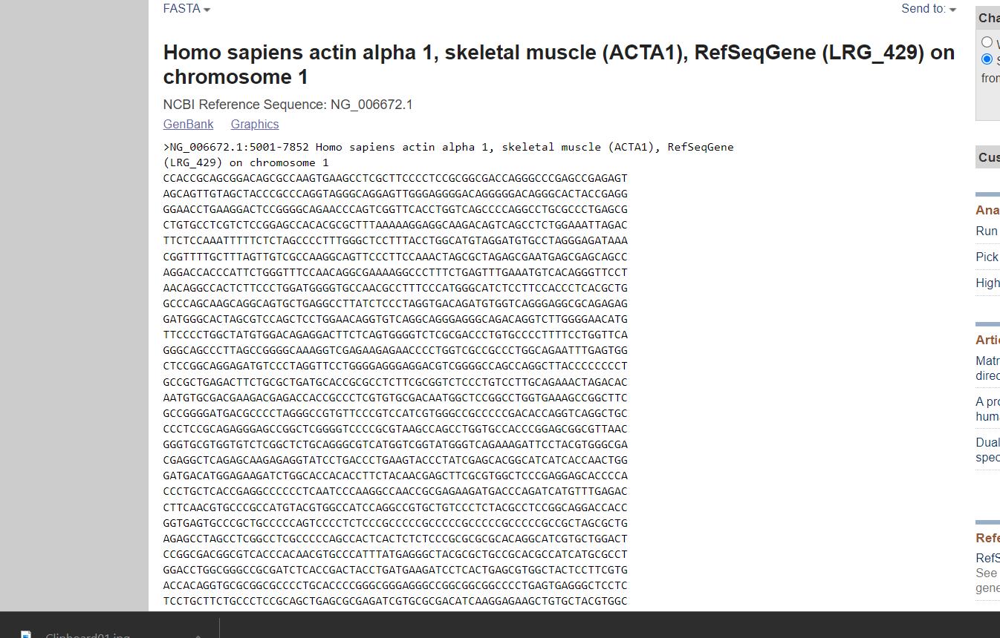 FASTA
Send to:
Homo sapiens actin alpha 1, skeletal muscle (ACTA1), RefSeqGene (LRG_429) on
chromosome 1
NCBI Reference Sequence: NG_006672.1
GenBank Graphics
>NG_006672.1:5001-7852 Homo sapiens actin alpha 1, skeletal muscle (ACTA1), RefSeqGene
(LRG_429) on chromosome 1
CCACCGCAGCGGACAGCGCCAAGTGAAGCCTCGCTTCCCCTCCGCGGCGACCAGGGCCCGAGCCGAGAGT
AGCAGTTGTAGCTACCCGCCCAGGTAGGGCAGGAGTTGGGAGGGGACAGGGGGACAGGGCACTACCGAGG
GGAACCTGAAGGACTCCGGGGCAGAACCCAGTCGGTTCACCTGGTCAGCCCCAGGCCTGCGCCCTGAGCG
CTGTGCCTCGTCTCCGGAGCCACACGCGCTTTAAAAAGGAGGCAAGACAGTCAGCCTCTGGAAATTAGAC
TTCTCCAAATTTTTCTCTAGCCCCTTTGGGCTCCTTTACCTGGCATGTAGGATGTGCCTAGGGAGATAAA
CGGTTTTGCTTTAGTTGTCGCCAAGGCAGTTCCCTTCCAAACTAGCGCTAGAGCGAATGAGCGAGCAGCC
AGGACCACCCATTCTGGGTTTCCAACAGGCGAAAAGGCCCTTTCTGAGTTTGAAATGTCACAGGGTTCCT
AACAGGCCACTCTTCCCTGGATGGGGTGCCAACGCCTTTCCCATGGGCATCTCCTTCCACCCTCACGCTG
GCCCAGCAAGCAGGCAGTGCTGAGGCCTTATCTCCCTAGGTGACAGATGTGGTCAGGGAGGCGCAGAGAG
GATGGGCACTAGCGTCCAGCTCCTGGAACAGGTGTCAGGCAGGGAGGGCAGACAGGTCTTGGGGAACATG
TTCCCCTGGCTATGTGGACAGAGGACTTCTCAGTGGGGTCTCGCGACCCTGTGCCCCTTTTCCTGGTTCA
GGGCAGCCCTTAGCCGGGGCAAAGGTCGAGAAGAGAACCCCTGGTCGCCGCCCTGGCAGAATTTGAGTGG
CTCCGGCAGGAGATGTCCCTAGGTTCCTGGGGAGGGAGGACGTCGGGGCCAGCCAGGCTTACCCCCCCCT
GCCGCTGAGACTTCTGCGCTGATGCACCGCGCCTCTTCGCGGTCTCCCTGTCCTTGCAGAAACTAGACAC
AATGTGCGACGAAGACGAGACCACCGCCCTCGTGTGCGACAATGGCTCCGGCCTGGTGAAAGCCGGCTTC
GCCGGGGATGACGCCCCTAGGGCCGTGTTCCCGTCCATCGTGGGCCGCCCCCGACACCAGGTCAGGCTGC
CCCTCCGCAGAGGGAGCCGGCTCGGGGTCCCCGCGTAAGCCAGCCTGGTGCCACCCGGAGCGGCGTTAAC
GGGTGCGTGGTGTCTCGGCTCTGCAGGGCGTCATGGTCGGTATGGGTCAGAAAGATTCCTACGTGGGCGA
CGAGGCTCAGAGCAAGAGAGGTATCCTGACCCTGAAGTACCCTATCGAGCACGGCATCATCACCAACTGG
GATGACATGGAGAAGATCTGGCACCACACCTTCTACAACGAGCTTCGCGTGGCTCCCGAGGAGCACCCCA
CCCTGCTCACCGAGGCCCCCCTCAATCCCAAGGCCAACCGCGAGAAGATGACCCAGATCATGTTTGAGAC
CTTCAACGTGCCCGCCATGTACGTGGCCATCCAGGCCGTGCTGTCCCTCTACGCCTCCGGCAGGACCACC
GGTGAGTGCCCGCTGCCCCCAGTCCCCTCTCCCGCCCCCGCCCCCGCCCCCGCCCCCGCCGCTAGCGCTG
AGAGCCTAGCCTCGGCCTCGCCCCCAGCCACTCACTCTCTCCCGCGCGCGCACAGGCATCGTGCTGGACT
CCGGCGACGGCGTCACCCACAACGTGCCCATTTATGAGGGCTACGCGCTGCCGCACGCCATCATGCGCCT
GGACCTGGCGGGCCGCGATCTCACCGACTACCTGATGAAGATCCTCACTGAGCGTGGCTACTCCTTCGTG
ACCACAGGTGCGCGGCGCCCCTGCACCCCGGGCGGGAGGGCCGGCGGCGGCCCCTGAGTGAGGGCTCCTC
TCCTGCTTCTGCCCTCCGCAGCTGAGCGCGAGATCGTGCGCGACATCAAGGAGAAGCTGTGCTACGTGGC
Cha
from
Cus
Ana
Run
Pick
High
Arti
Matr
direc
A pro
huma
Dual
spec
Refe
RefS
See
gene
Clipboard01.jpg